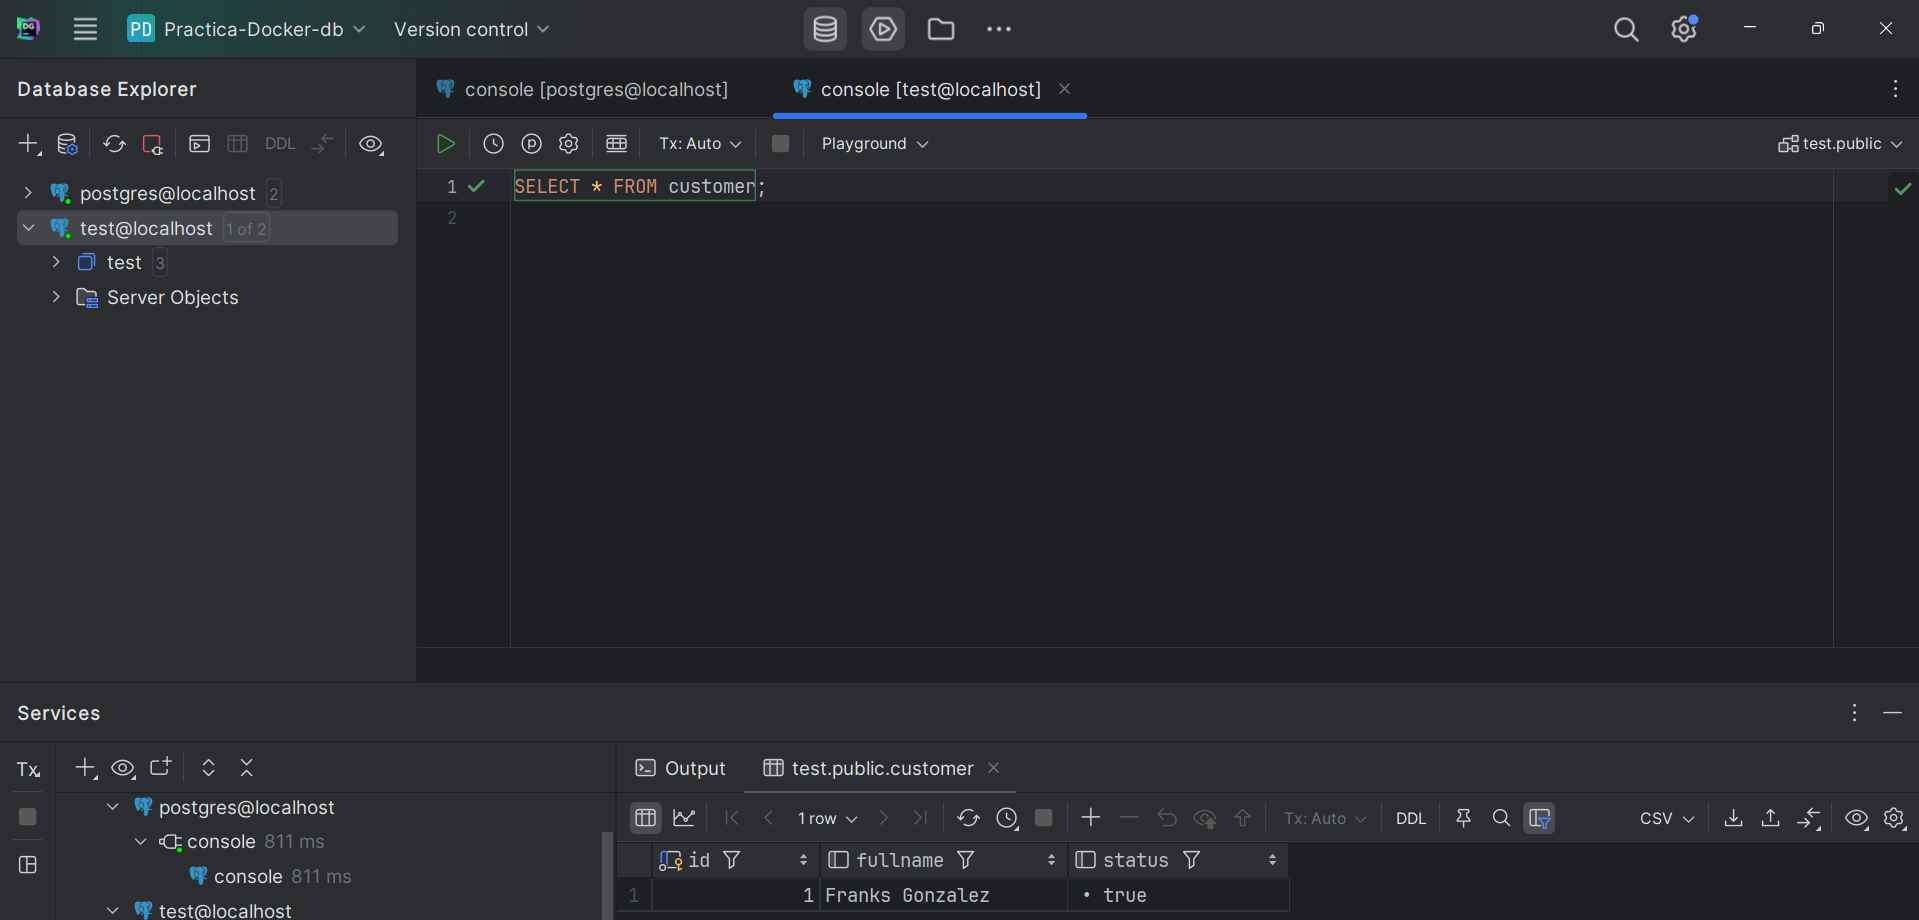 PD Practica-Docker-db Version control
Database Explorer
console [postgres@localhost] console [test@localhost]
DDL
Tx: Auto Playground test.public
postgres@localhost 2
test@localhost 1 of 2
test 3
Server Objects
1 SELECT * FROM customer;
2
Services
Tx
Output test.public.customer
postgres@localhost
console 811 ms
console 811 ms
test@localhost
1 row Tx: Auto DDL CSV
id fullname status
1 1 Franks Gonzalez • true